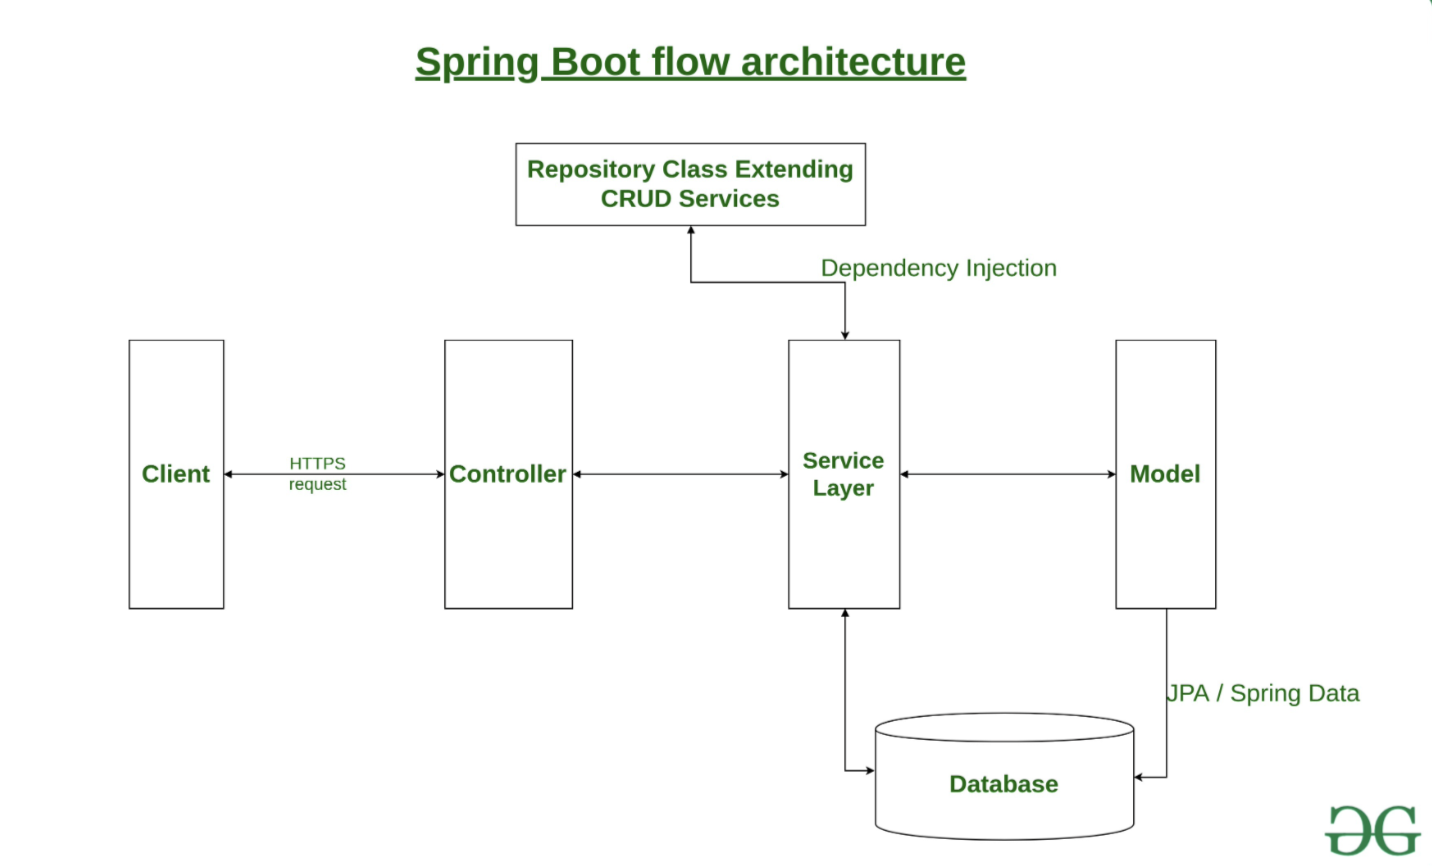 Spring Boot flow architecture
Repository Class Extending
CRUD Services
Dependency Injection
Client
HTTPS
request
Controller
Service
Layer
Model
JPA / Spring Data
Database